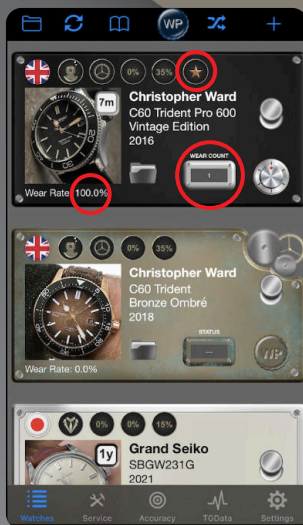 WP
0%
35%
7m
Christopher Ward
C60 Trident Pro 600
Vintage Edition
2016
WEAR COUNT
1
Wear Rate: 100.0%
0%
35%
Christopher Ward
C60 Trident
Bronze Ombré
2018
STATUS
---
WP
Wear Rate: 0.0%
0%
0%
15%
1y
Grand Seiko
SBGW231G
2021
Watches
Service
Accuracy
TGData
Settings